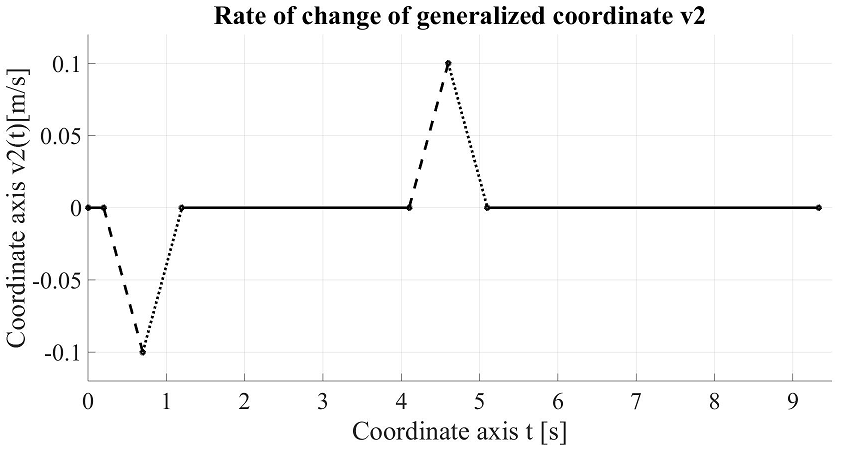 Rate of change of generalized coordinate v2
Coordinate axis v2(t)[m/s]
0.1
0.05
0
-0.05
-0.1
0 1 2 3 4 5 6 7 8 9
Coordinate axis t [s]